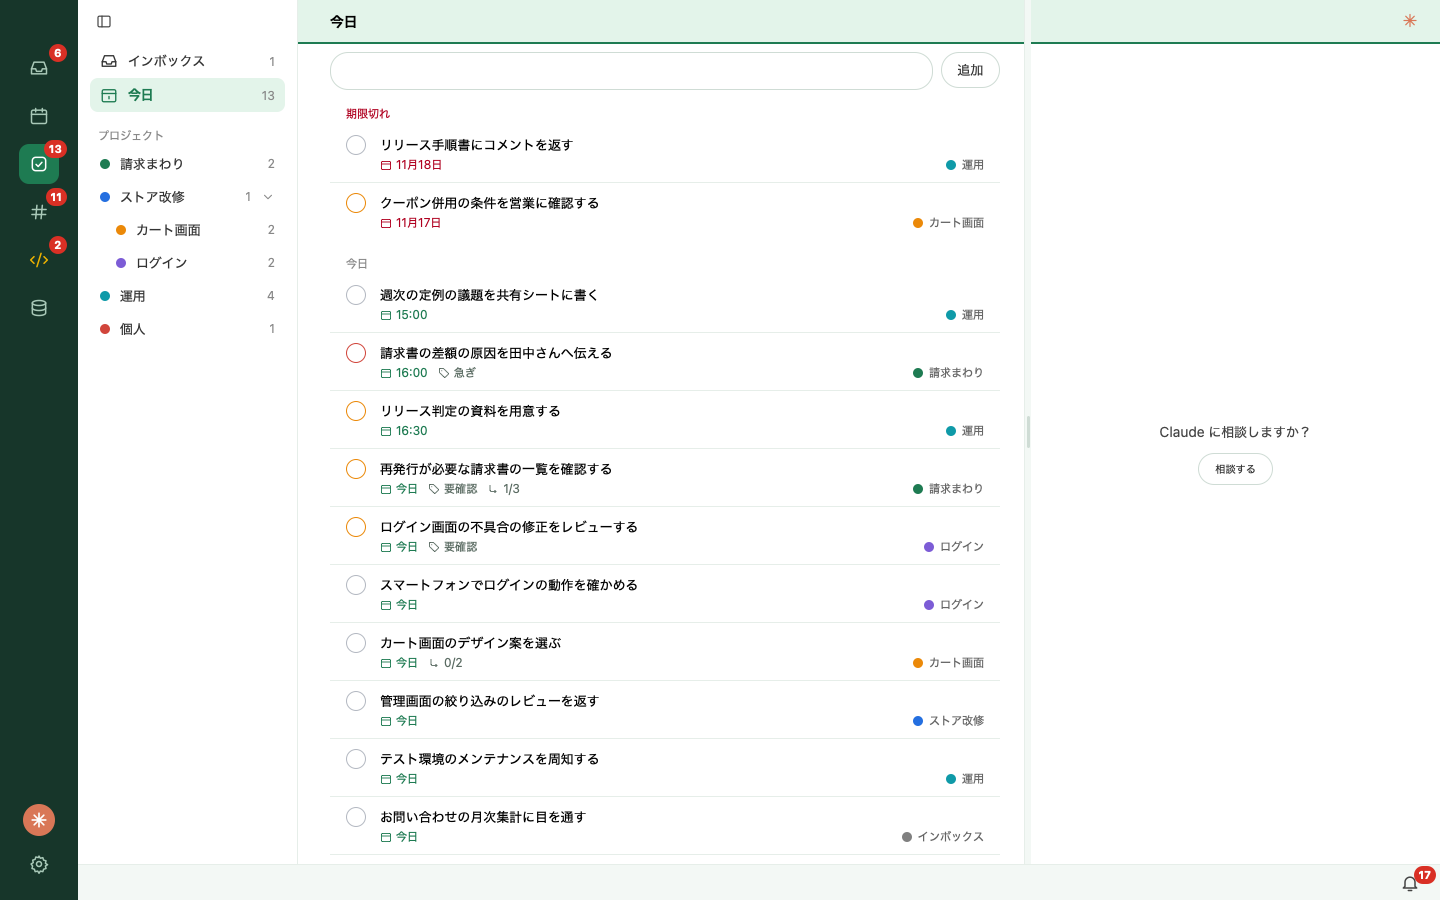 6
13
11
2
インボックス 1
今日 13
プロジェクト
請求まわり 2
ストア改修 1
カート画面 2
ログイン 2
運用 4
個人 1
今日
追加
期限切れ
リリース手順書にコメントを返す
11月18日 運用
クーポン併用の条件を営業に確認する
11月17日 カート画面
今日
週次の定例の議題を共有シートに書く
15:00 運用
請求書の差額の原因を田中さんへ伝える
16:00 急ぎ 請求まわり
リリース判定の資料を用意する
16:30 運用
再発行が必要な請求書の一覧を確認する
今日 要確認 1/3 請求まわり
ログイン画面の不具合の修正をレビューする
今日 要確認 ログイン
スマートフォンでログインの動作を確かめる
今日 ログイン
カート画面のデザイン案を選ぶ
今日 0/2 カート画面
管理画面の絞り込みのレビューを返す
今日 ストア改修
テスト環境のメンテナンスを周知する
今日 運用
お問い合わせの月次集計に目を通す
今日 インボックス
Claude に相談しますか？
相談する
17